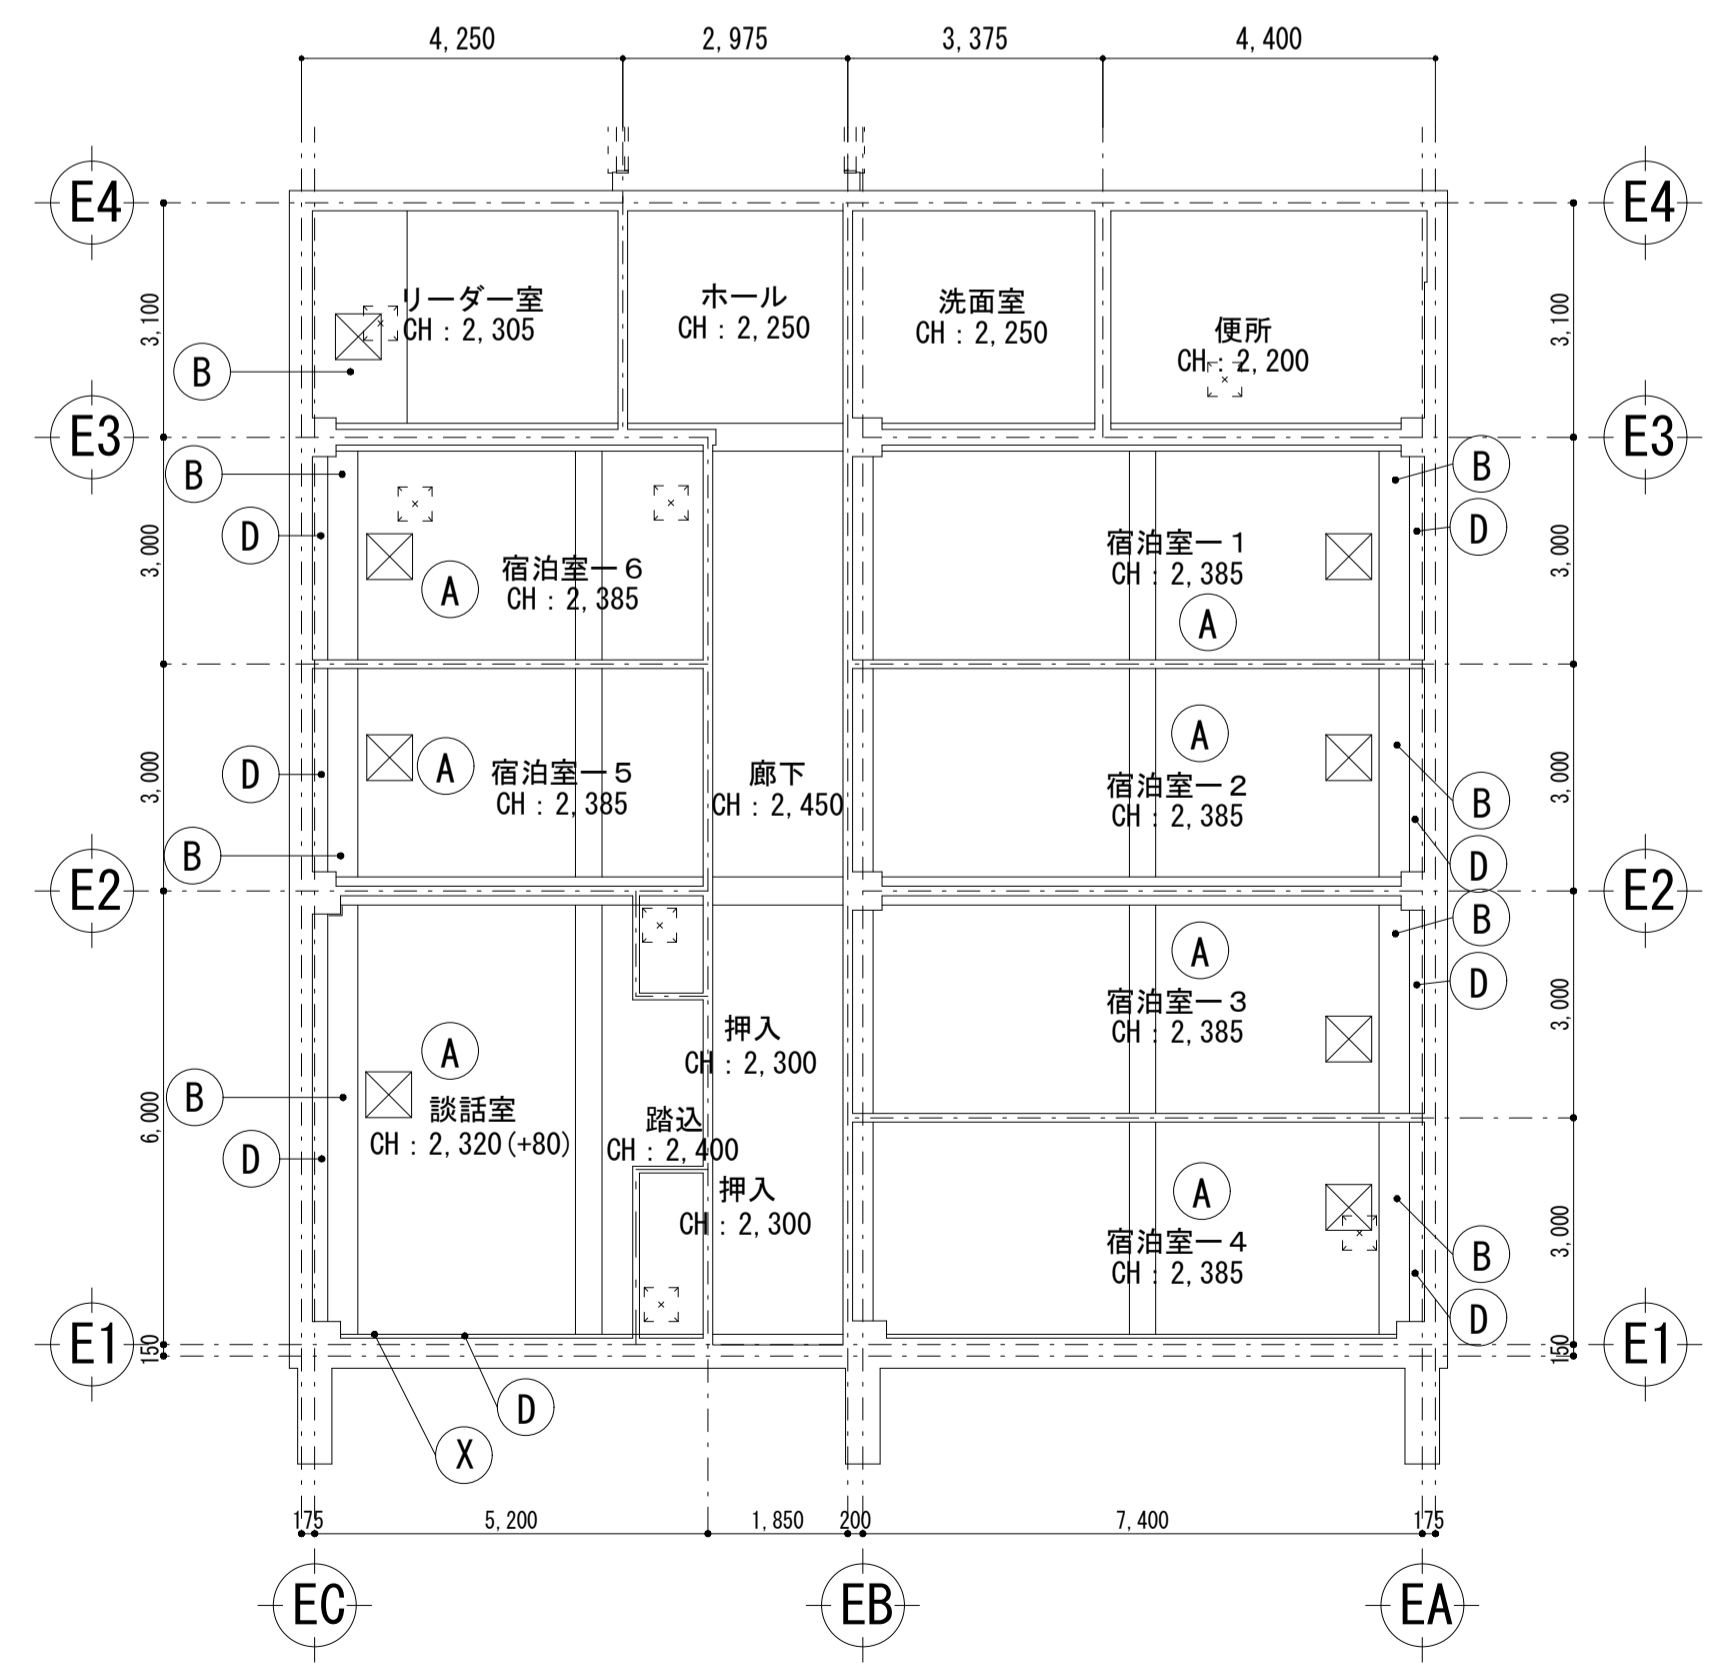 4,250
2,975
3,375
4,400
E4
E4
3,100
リーダー室
CH：2,305
ホール
CH：2,250
洗面室
CH：2,250
便所
CH：2,200
3,100
B
E3
E3
B
B
D
D
3,000
宿泊室ー６
CH：2,385
A
宿泊室ー１
CH：2,385
A
3,000
3,000
D
A
宿泊室ー５
CH：2,385
廊下
CH：2,450
A
宿泊室ー２
CH：2,385
3,000
B
B
D
E2
E2
B
A
D
宿泊室ー３
CH：2,385
3,000
押入
CH：2,300
A
B
談話室
CH：2,320(+80)
踏込
CH：2,400
6,000
D
押入
CH：2,300
A
宿泊室ー４
CH：2,385
3,000
B
D
E1
150
150
E1
D
X
175
5,200
1,850
200
7,400
175
EC
EB
EA